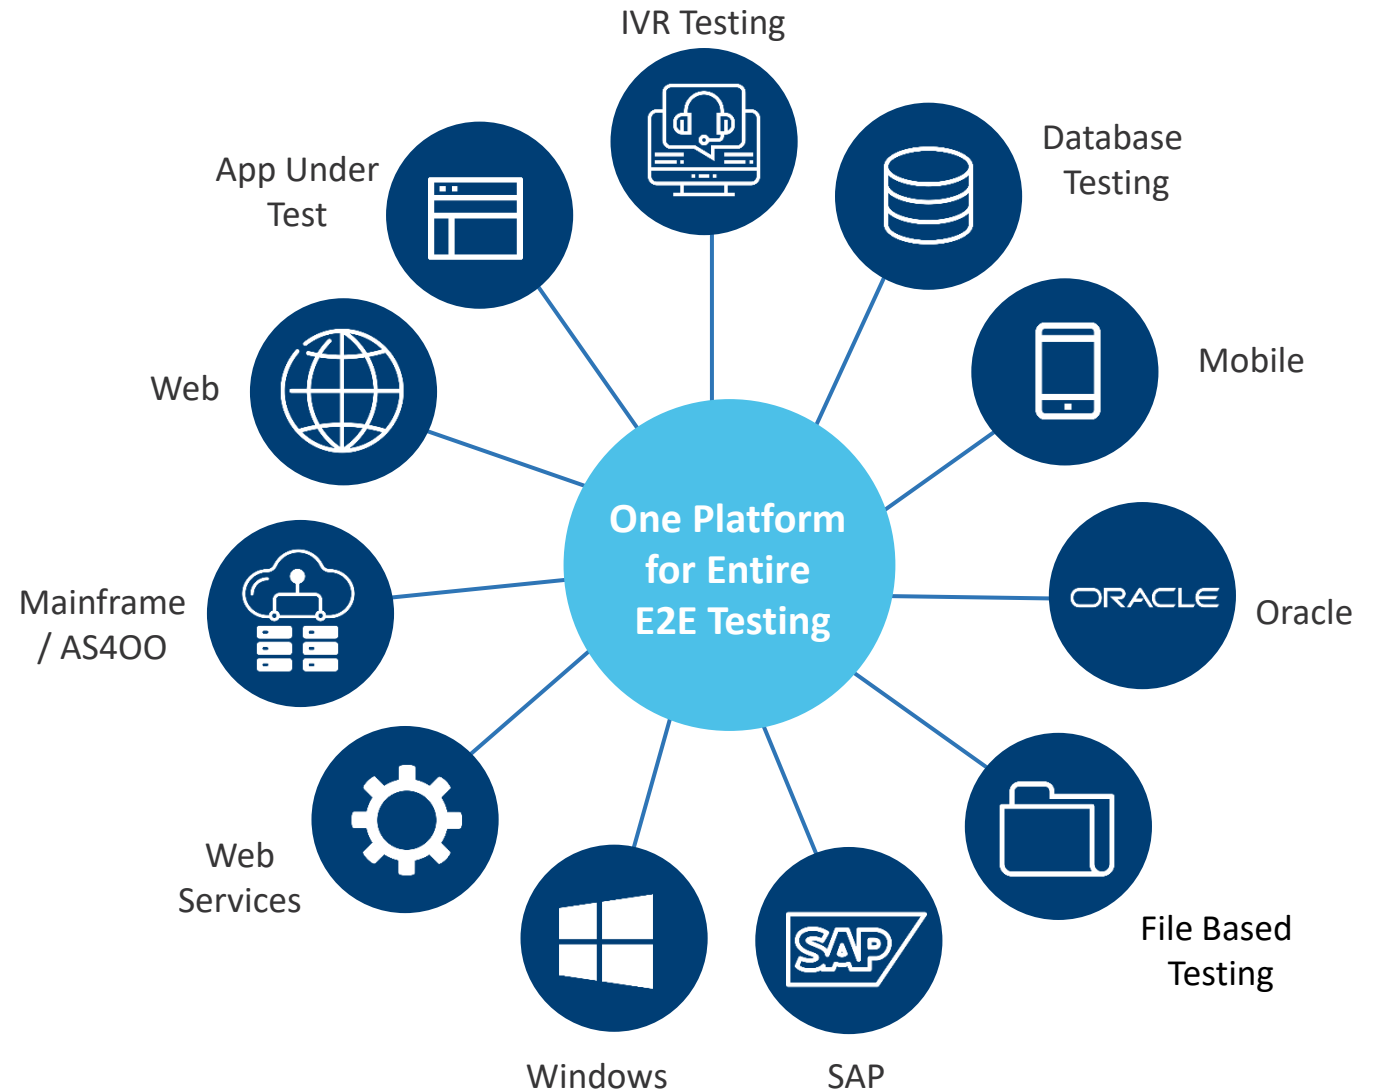 IVR Testing
Database
Testing
App Under
Test
Mobile
Web
One Platform
for Entire
E2E Testing
ORACLE
Oracle
Mainframe
/ AS4OO
Web
Services
File Based
Testing
SAP
Windows
SAP